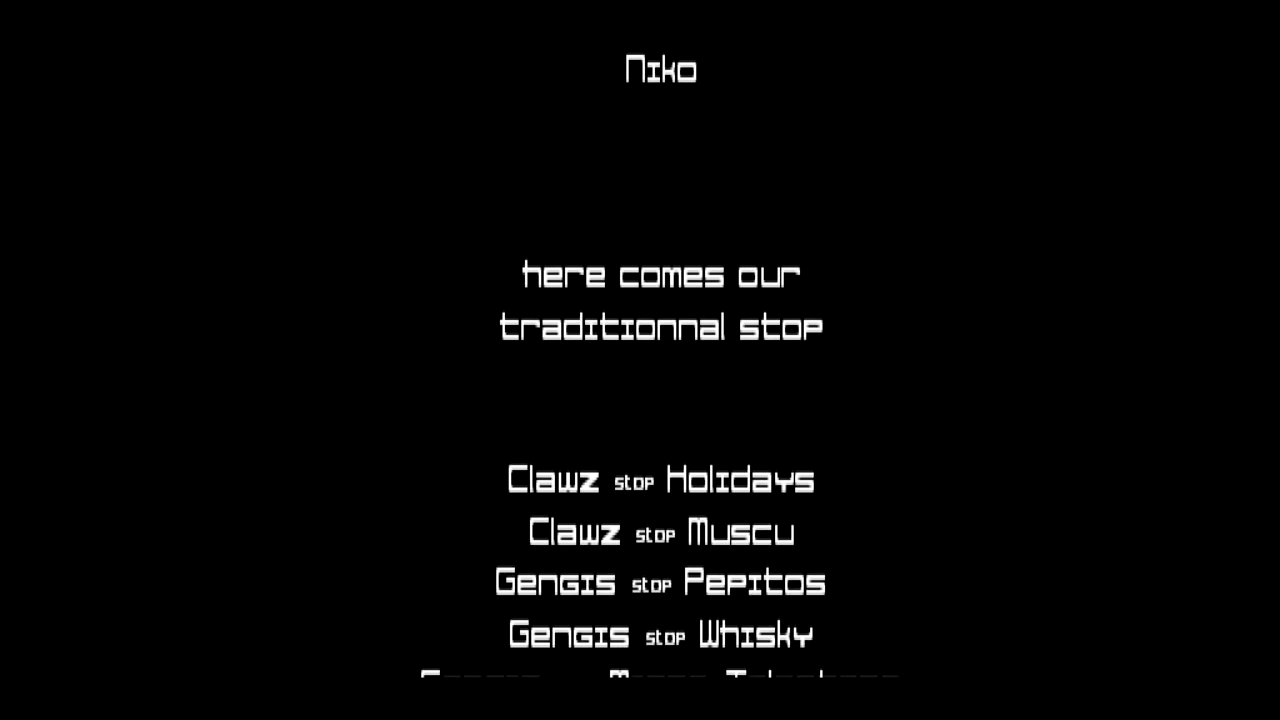 Niko
here comes our
traditionnal stop
Clawz stop Holidays
Clawz stop Muscu
Gengis stop Pepitos
Gengis stop Whisky